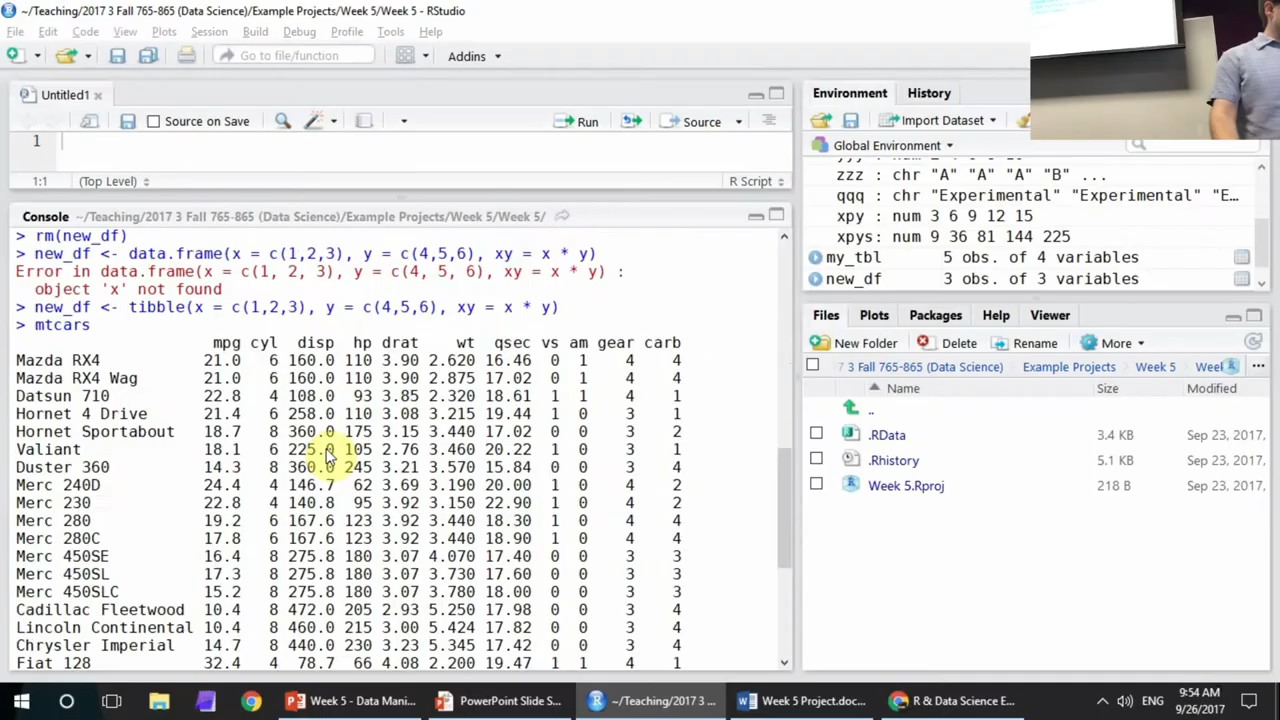 ~/Teaching/2017 3 Fall 765-865 (Data Science)/Example Projects/Week 5/Week 5 - RStudio
File Edit Code View Plots Session Build Debug Profile Tools Help
Go to file/function Addins
Untitled1
Source on Save Run Source
1
1:1 (Top Level) R Script
Console ~/Teaching/2017 3 Fall 765-865 (Data Science)/Example Projects/Week 5/Week 5/
> rm(new_df)
> new_df <- data.frame(x = c(1,2,3), y = c(4,5,6), xy = x * y)
Error in data.frame(x = c(1, 2, 3), y = c(4, 5, 6), xy = x * y) :
object 'x' not found
> new_df <- tibble(x = c(1,2,3), y = c(4,5,6), xy = x * y)
> mtcars
mpg cyl disp hp drat wt qsec vs am gear carb
Mazda RX4 21.0 6 160.0 110 3.90 2.620 16.46 0 1 4 4
Mazda RX4 Wag 21.0 6 160.0 110 3.90 2.875 17.02 0 1 4 4
Datsun 710 22.8 4 108.0 93 3.85 2.320 18.61 1 1 4 1
Hornet 4 Drive 21.4 6 258.0 110 3.08 3.215 19.44 1 0 3 1
Hornet Sportabout 18.7 8 360.0 175 3.15 3.440 17.02 0 0 3 2
Valiant 18.1 6 225.0 105 2.76 3.460 20.22 1 0 3 1
Duster 360 14.3 8 360.0 245 3.21 3.570 15.84 0 0 3 4
Merc 240D 24.4 4 146.7 62 3.69 3.190 20.00 1 0 4 2
Merc 230 22.8 4 140.8 95 3.92 3.150 22.90 1 0 4 2
Merc 280 19.2 6 167.6 123 3.92 3.440 18.30 1 0 4 4
Merc 280C 17.8 6 167.6 123 3.92 3.440 18.90 1 0 4 4
Merc 450SE 16.4 8 275.8 180 3.07 4.070 17.40 0 0 3 3
Merc 450SL 17.3 8 275.8 180 3.07 3.730 17.60 0 0 3 3
Merc 450SLC 15.2 8 275.8 180 3.07 3.780 18.00 0 0 3 3
Cadillac Fleetwood 10.4 8 472.0 205 2.93 5.250 17.98 0 0 3 4
Lincoln Continental 10.4 8 460.0 215 3.00 5.424 17.82 0 0 3 4
Chrysler Imperial 14.7 8 440.0 230 3.23 5.345 17.42 0 0 3 4
Fiat 128 32.4 4 78.7 66 4.08 2.200 19.47 1 1 4 1
Environment History
Import Dataset
Global Environment
zzz : chr "A" "A" "A" "B" ...
qqq : chr "Experimental" "Experimental" "E...
xpy : num 3 6 9 12 15
xpys: num 9 36 81 144 225
my_tbl 5 obs. of 4 variables
new_df 3 obs. of 3 variables
Files Plots Packages Help Viewer
New Folder Delete Rename More
7 3 Fall 765-865 (Data Science) Example Projects Week 5 Week
Name Size Modified
..
.RData 3.4 KB Sep 23, 2017,
.Rhistory 5.1 KB Sep 23, 2017,
Week 5.Rproj 218 B Sep 23, 2017,
Week 5 - Data Mani... PowerPoint Slide S... ~/Teaching/2017 3 ... Week 5 Project.doc... R & Data Science E... ENG 9:54 AM
9/26/2017